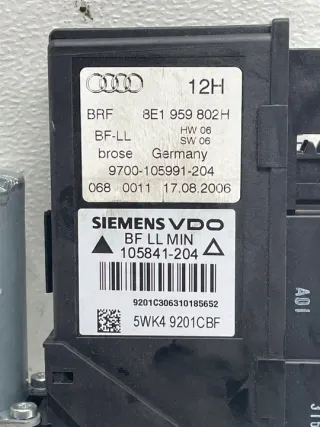 12H
BRF 8E1 959 802H
BF-LL HW 06
SW 06
brose Germany
9700-105991-204
068 0011 17.08.2006
SIEMENS VDO
BF LL MIN
105841-204
9201C306310185652
5WK4 9201CBF